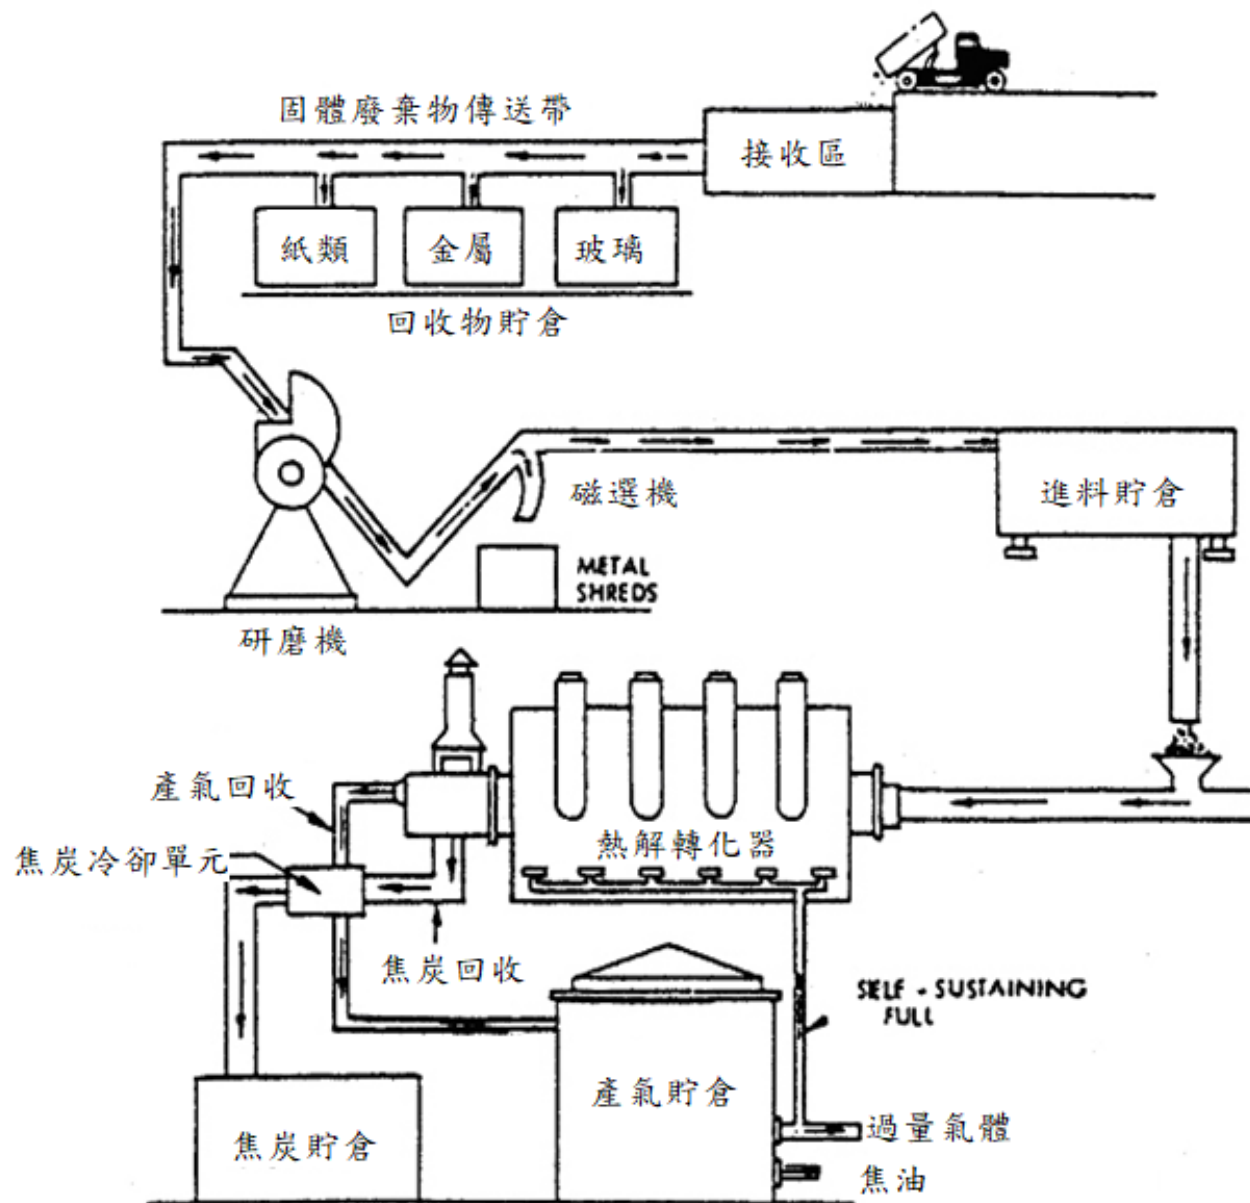 固體廢棄物傳送帶
接收區
紙類
金屬
玻璃
回收物貯倉
磁選機
進料貯倉
METAL
SHREDS
研磨機
產氣回收
熱解轉化器
焦炭冷卻單元
焦炭回收
SELF - SUSTAINING
FULL
產氣貯倉
過量氣體
焦炭貯倉
焦油